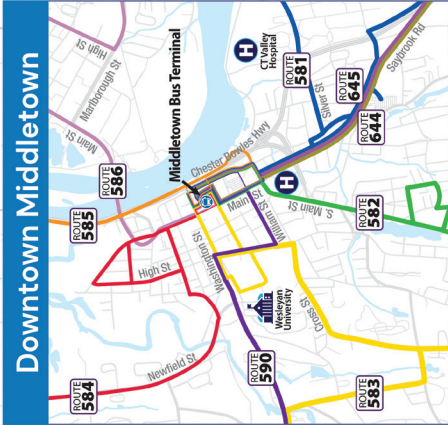 Downtown Middletown
High St
Marlborough St
Main St
ROUTE
586
ROUTE
585
Middletown Bus Terminal
H
CT Valley
Hospital
ROUTE
581
Silver St
ROUTE
645
ROUTE
644
Saybrook Rd
Chester Bowles Hwy
Main St
H
S. Main St
ROUTE
582
William St
Washington St
High St
Newfield St
ROUTE
584
Wesleyan
University
Cross St
ROUTE
590
ROUTE
583